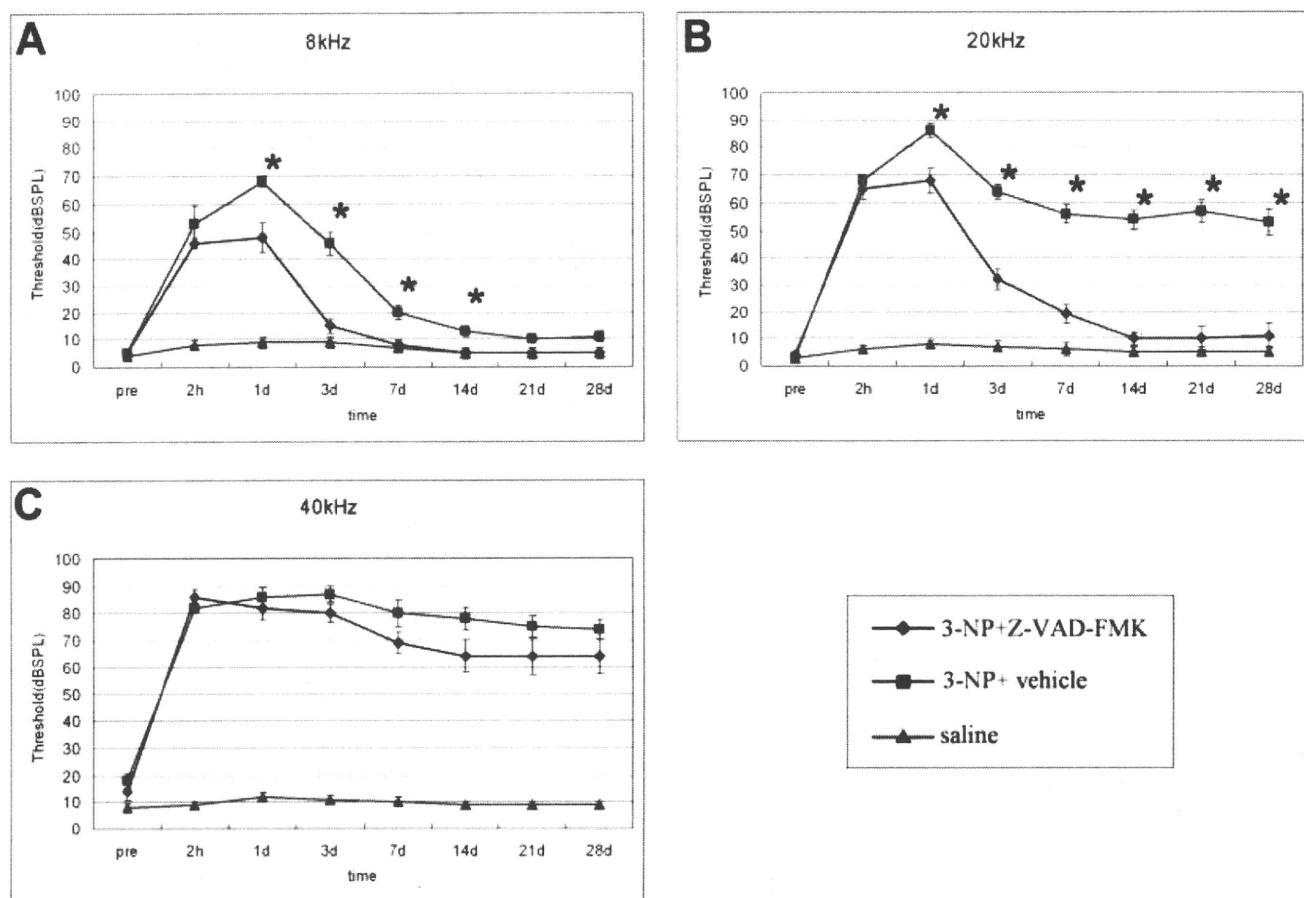 A
8kHz
Threshold(dBSPL)
100
90
80
70
60
50
40
30
20
10
0
*
*
*
*
pre 2h 1d 3d 7d 14d 21d 28d
time
B
20kHz
Threshold(dBSPL)
100
90
80
70
60
50
40
30
20
10
0
*
*
*
*
*
*
pre 2h 1d 3d 7d 14d 21d 28d
time
C
40kHz
Threshold(dBSPL)
100
90
80
70
60
50
40
30
20
10
0
pre 2h 1d 3d 7d 14d 21d 28d
time
3-NP+Z-VAD-FMK
3-NP+ vehicle
saline